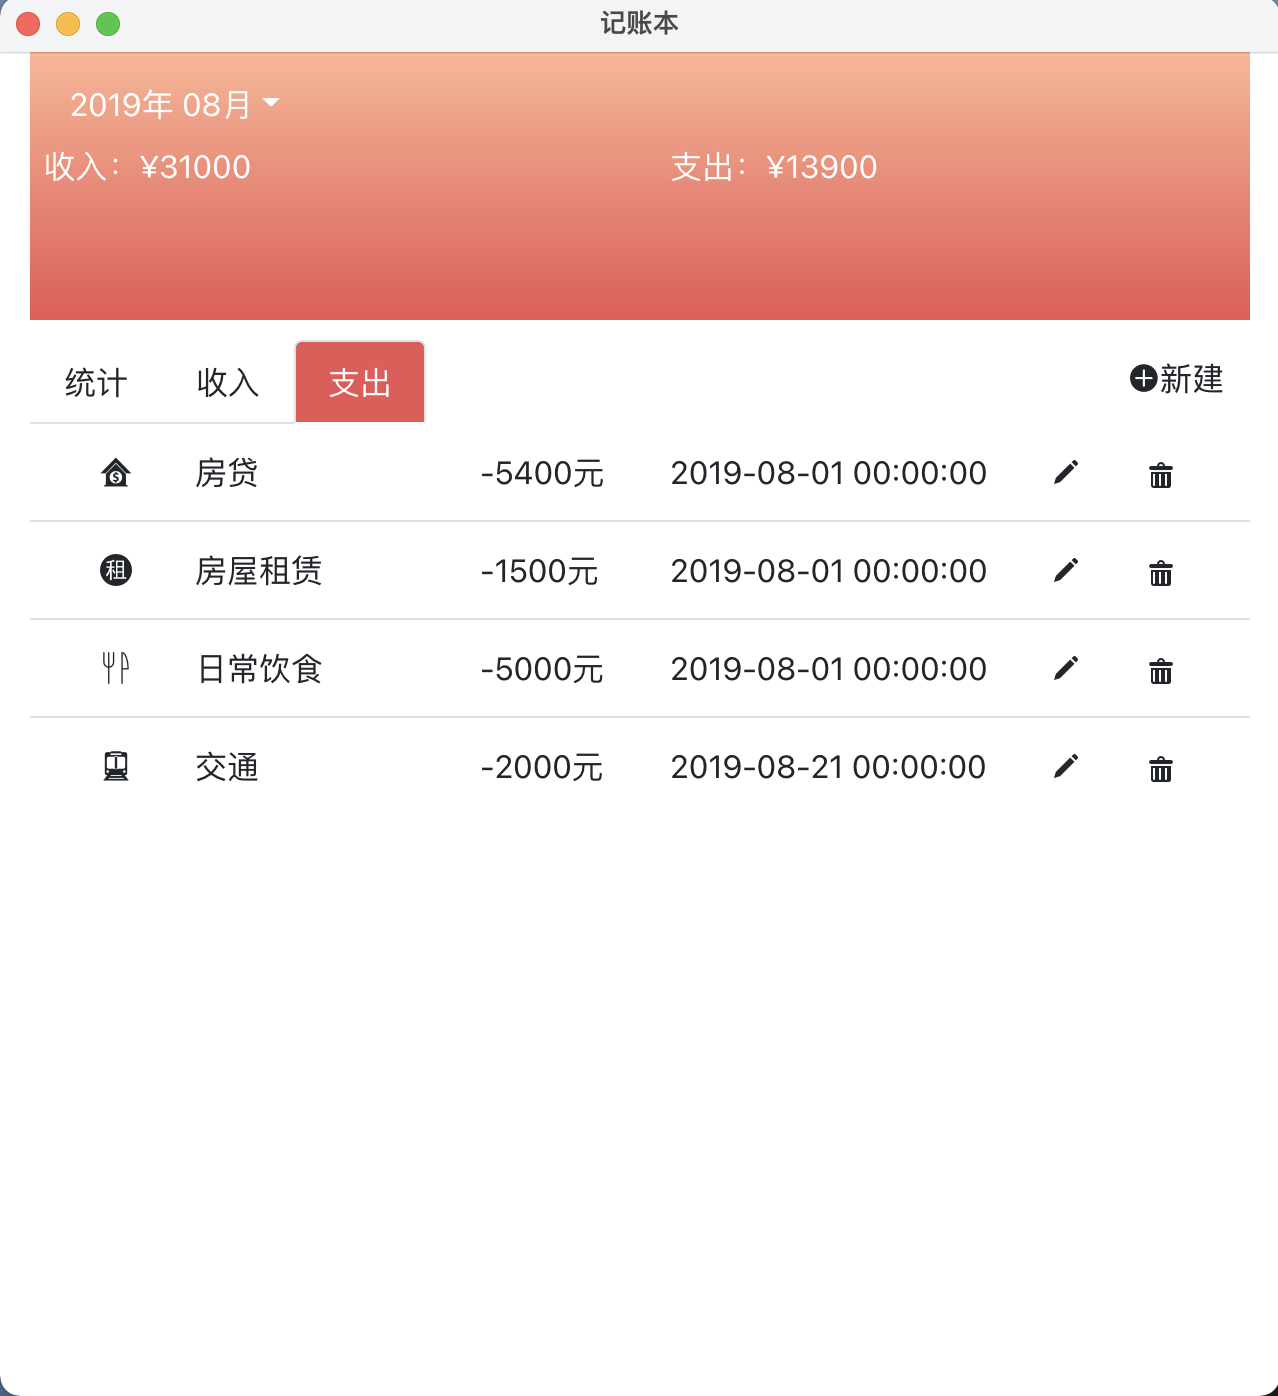 记账本
2019年 08月
收入：¥31000
支出：¥13900
统计 收入 支出 新建
房贷 -5400元 2019-08-01 00:00:00
租 房屋租赁 -1500元 2019-08-01 00:00:00
日常饮食 -5000元 2019-08-01 00:00:00
交通 -2000元 2019-08-21 00:00:00